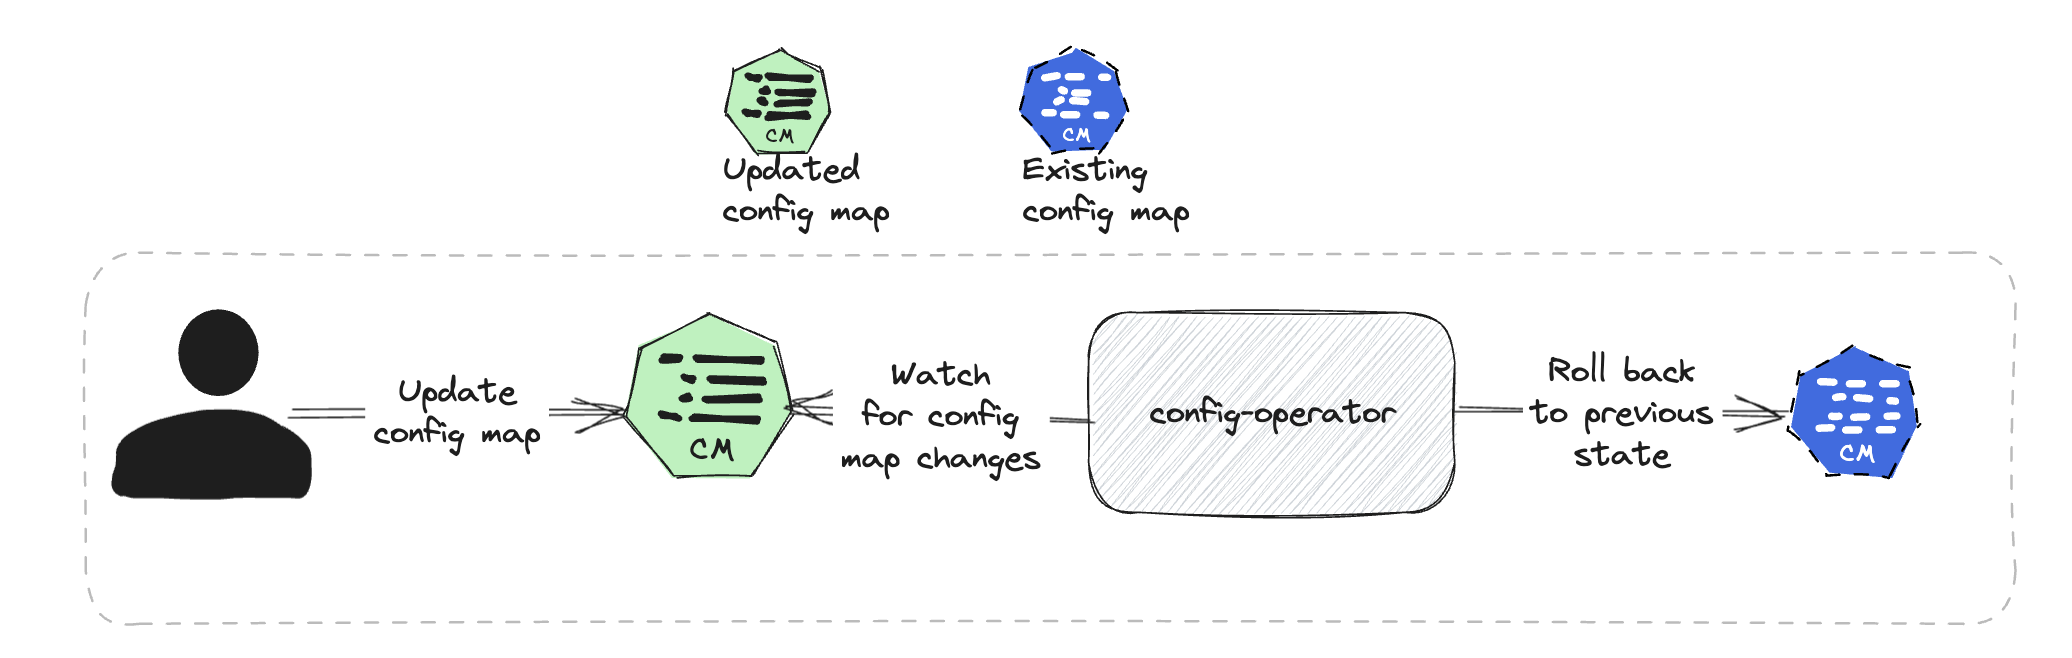 CM
Updated
config map
CM
Existing
config map
Update
config map
CM
Watch
for config
map changes
config-operator
Roll back
to previous
state
CM